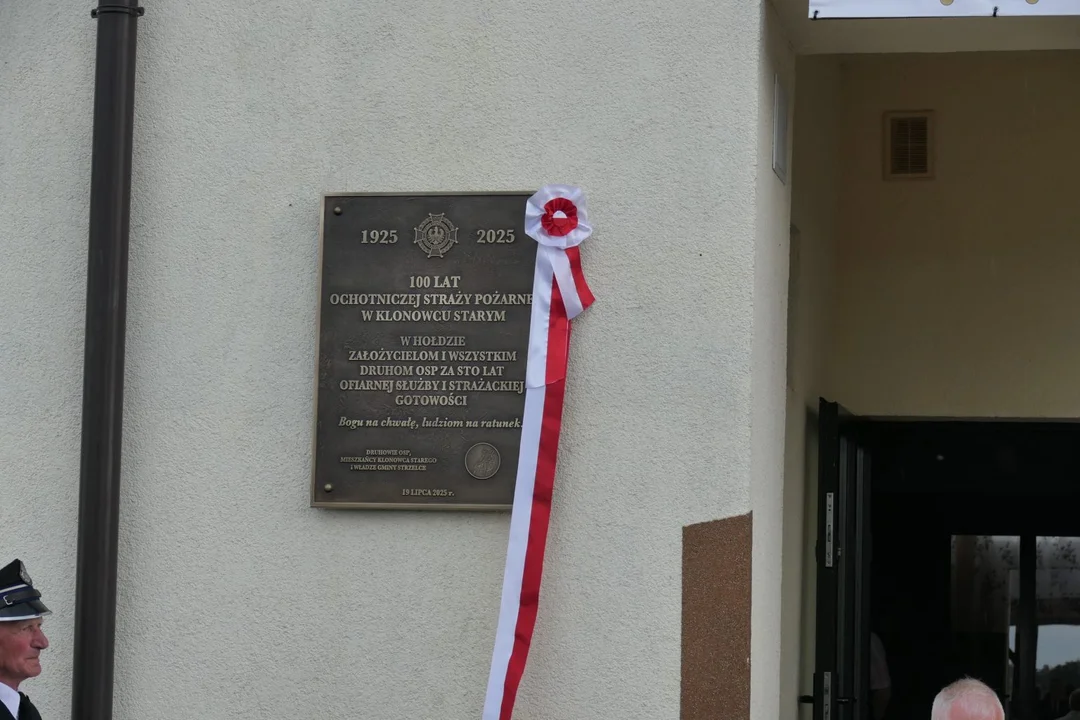 1925 2025
100 LAT
OCHOTNICZEJ STRAŻY POŻARNE
W KLONOWCU STARYM
W HOŁDZIE
ZAŁOŻYCIELOM I WSZYSTKIM
DRUHOM OSP ZA STO LAT
OFIARNEJ SŁUŻBY I STRAŻACKIEJ
GOTOWOŚCI
Bogu na chwałę, ludziom na ratunek.
DRUHOWIE OSP,
MIESZKAŃCY KLONOWCA STAREGO
I WŁADZE GMINY STRZELCE
19 LIPCA 2025 r.